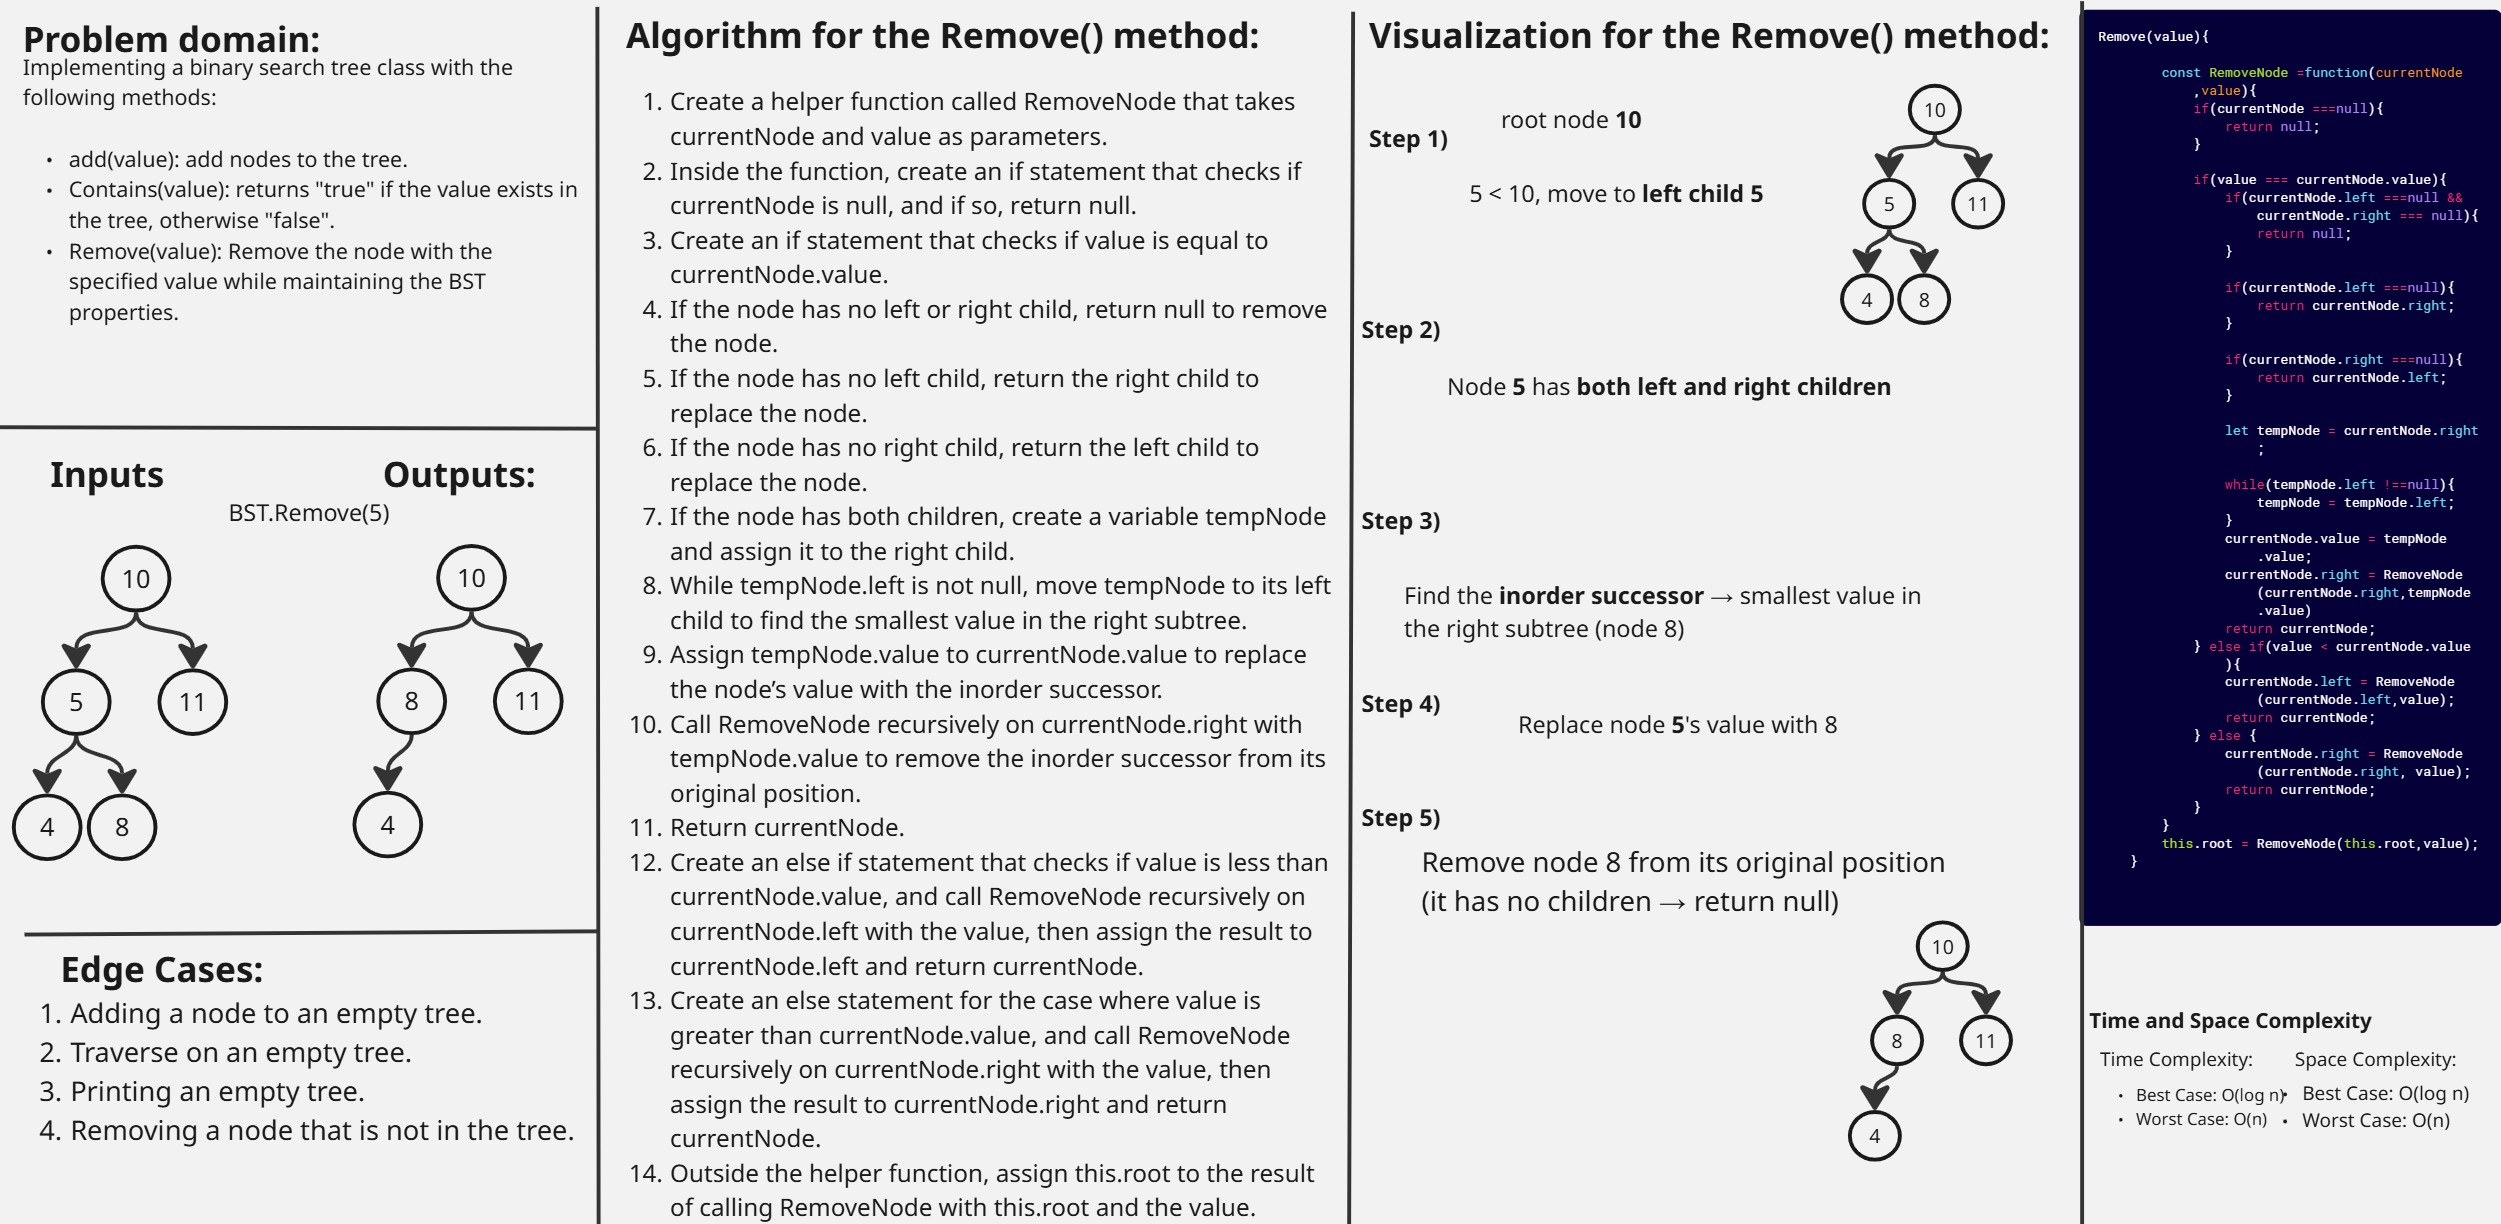 Problem domain:
Implementing a binary search tree class with the
following methods:
• add(value): add nodes to the tree.
• Contains(value): returns "true" if the value exists in
the tree, otherwise "false".
• Remove(value): Remove the node with the
specified value while maintaining the BST
properties.
Inputs
Outputs:
BST.Remove(5)
10
5
11
4
8
10
8
11
4
Edge Cases:
1. Adding a node to an empty tree.
2. Traverse on an empty tree.
3. Printing an empty tree.
4. Removing a node that is not in the tree.
Algorithm for the Remove() method:
1. Create a helper function called RemoveNode that takes
currentNode and value as parameters.
2. Inside the function, create an if statement that checks if
currentNode is null, and if so, return null.
3. Create an if statement that checks if value is equal to
currentNode.value.
4. If the node has no left or right child, return null to remove
the node.
5. If the node has no left child, return the right child to
replace the node.
6. If the node has no right child, return the left child to
replace the node.
7. If the node has both children, create a variable tempNode
and assign it to the right child.
8. While tempNode.left is not null, move tempNode to its left
child to find the smallest value in the right subtree.
9. Assign tempNode.value to currentNode.value to replace
the node’s value with the inorder successor.
10. Call RemoveNode recursively on currentNode.right with
tempNode.value to remove the inorder successor from its
original position.
11. Return currentNode.
12. Create an else if statement that checks if value is less than
currentNode.value, and call RemoveNode recursively on
currentNode.left with the value, then assign the result to
currentNode.left and return currentNode.
13. Create an else statement for the case where value is
greater than currentNode.value, and call RemoveNode
recursively on currentNode.right with the value, then
assign the result to currentNode.right and return
currentNode.
14. Outside the helper function, assign this.root to the result
of calling RemoveNode with this.root and the value.
Visualization for the Remove() method:
Step 1)
root node 10
5 < 10, move to left child 5
10
5
11
4
8
Step 2)
Node 5 has both left and right children
Step 3)
Find the inorder successor → smallest value in
the right subtree (node 8)
Step 4)
Replace node 5's value with 8
Step 5)
Remove node 8 from its original position
(it has no children → return null)
10
8
11
4
Remove(value){
const RemoveNode =function(currentNode
,value){
if(currentNode ===null){
return null;
}
if(value === currentNode.value){
if(currentNode.left ===null &&
currentNode.right === null){
return null;
}
if(currentNode.left ===null){
return currentNode.right;
}
if(currentNode.right ===null){
return currentNode.left;
}
let tempNode = currentNode.right
;
while(tempNode.left !==null){
tempNode = tempNode.left;
}
currentNode.value = tempNode
.value;
currentNode.right = RemoveNode
(currentNode.right,tempNode
.value)
return currentNode;
} else if(value < currentNode.value
){
currentNode.left = RemoveNode
(currentNode.left,value);
return currentNode;
} else {
currentNode.right = RemoveNode
(currentNode.right, value);
return currentNode;
}
}
this.root = RemoveNode(this.root,value);
}
Time and Space Complexity
Time Complexity:
• Best Case: O(log n)
• Worst Case: O(n)
Space Complexity:
• Best Case: O(log n)
• Worst Case: O(n)